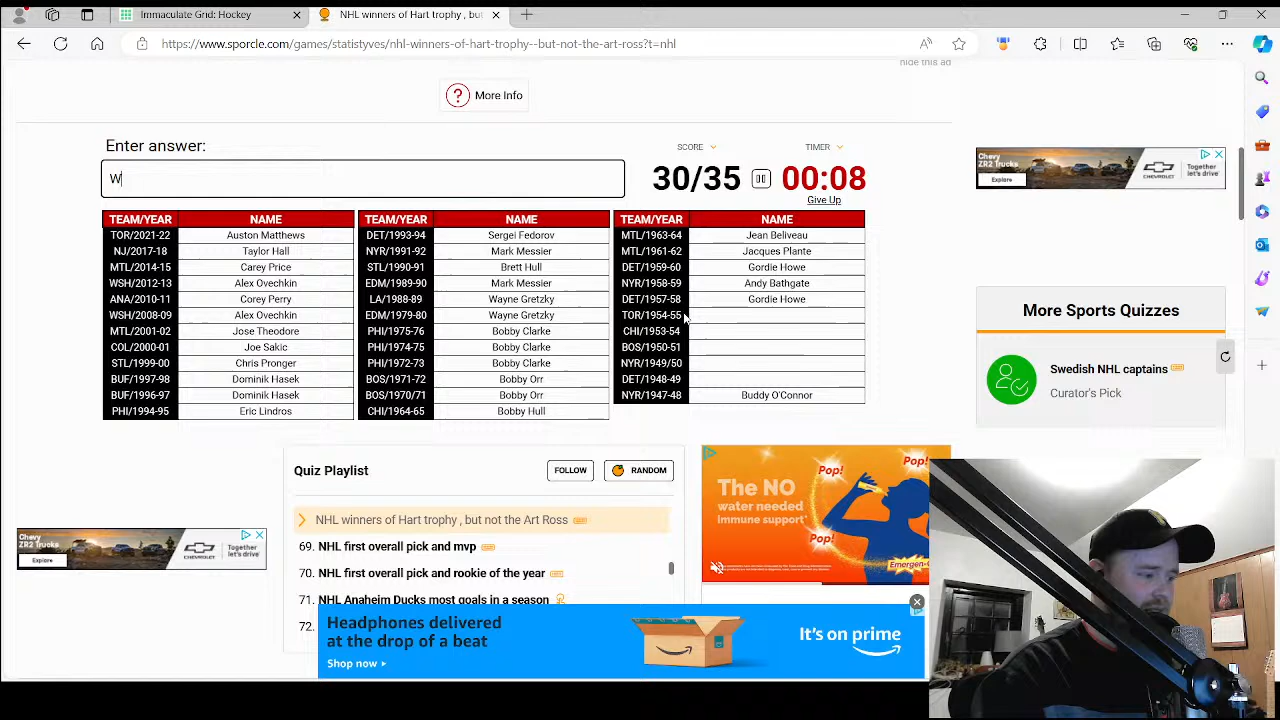 Immaculate Grid: Hockey
NHL winners of Hart trophy , but
https://www.sporcle.com/games/statistyves/nhl-winners-of-hart-trophy--but-not-the-art-ross?t=nhl
hide this ad
? More Info
Enter answer:
W
SCORE
TIMER
30/35
00:08
Give Up
TEAM/YEAR NAME TEAM/YEAR NAME TEAM/YEAR NAME
TOR/2021-22 Auston Matthews DET/1993-94 Sergei Fedorov MTL/1963-64 Jean Beliveau
NJ/2017-18 Taylor Hall NYR/1991-92 Mark Messier MTL/1961-62 Jacques Plante
MTL/2014-15 Carey Price STL/1990-91 Brett Hull DET/1959-60 Gordie Howe
WSH/2012-13 Alex Ovechkin EDM/1989-90 Mark Messier NYR/1958-59 Andy Bathgate
ANA/2010-11 Corey Perry LA/1988-89 Wayne Gretzky DET/1957-58 Gordie Howe
WSH/2008-09 Alex Ovechkin EDM/1979-80 Wayne Gretzky TOR/1954-55
MTL/2001-02 Jose Theodore PHI/1975-76 Bobby Clarke CHI/1953-54
COL/2000-01 Joe Sakic PHI/1974-75 Bobby Clarke BOS/1950-51
STL/1999-00 Chris Pronger PHI/1972-73 Bobby Clarke NYR/1949/50
BUF/1997-98 Dominik Hasek BOS/1971-72 Bobby Orr DET/1948-49
BUF/1996-97 Dominik Hasek BOS/1970/71 Bobby Orr NYR/1947-48 Buddy O'Connor
PHI/1994-95 Eric Lindros CHI/1964-65 Bobby Hull
Chevy
ZR2 Trucks
Explore
CHEVROLET
Together
let's drive
More Sports Quizzes
Swedish NHL captains
Curator's Pick
Quiz Playlist
FOLLOW
RANDOM
NHL winners of Hart trophy , but not the Art Ross
69. NHL first overall pick and mvp
70. NHL first overall pick and rookie of the year
71. NHL Anaheim Ducks most goals in a season
72.
The NO
water needed
immune support*
Pop!
Pop!
Pop!
Chevy
ZR2 Trucks
Explore
CHEVROLET
Together
let's drive
Headphones delivered
at the drop of a beat
Shop now
It's on prime